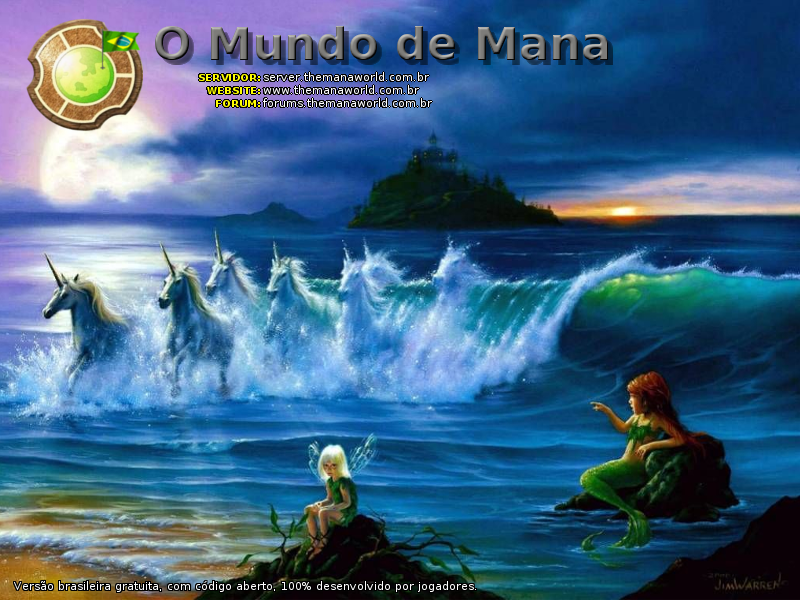 O Mundo de Mana
SERVIDOR: server.themanaworld.com.br
WEBSITE: www.themanaworld.com.br
FORUM: forums.themanaworld.com.br
JIM WARREN
Versão brasileira gratuita, com código aberto, 100% desenvolvido por jogadores.